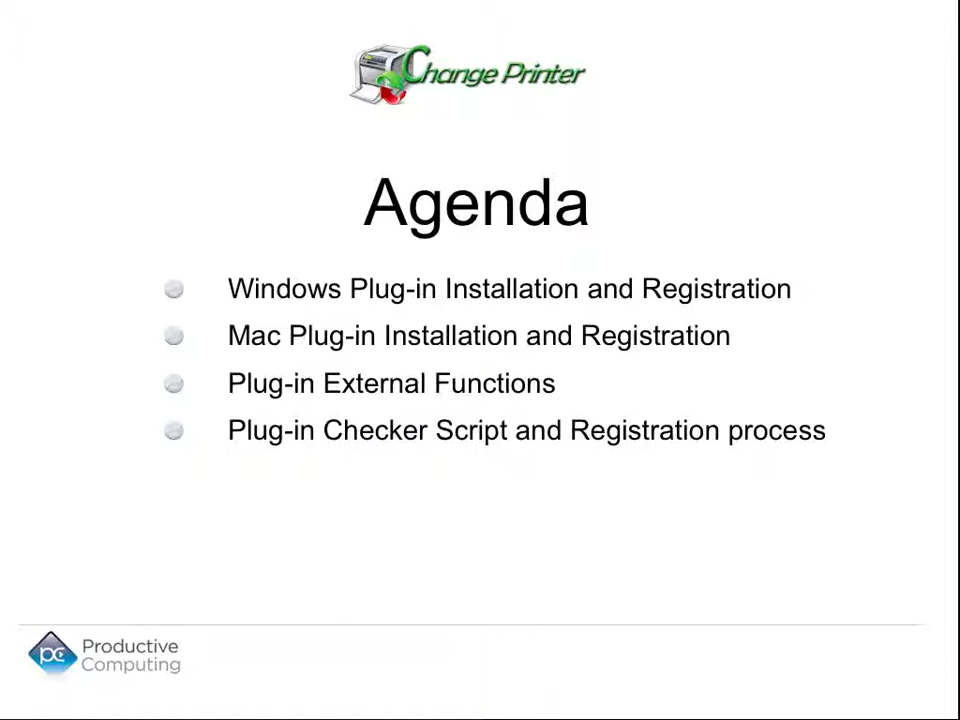 Change Printer
Agenda
Windows Plug-in Installation and Registration
Mac Plug-in Installation and Registration
Plug-in External Functions
Plug-in Checker Script and Registration process
pc Productive
Computing